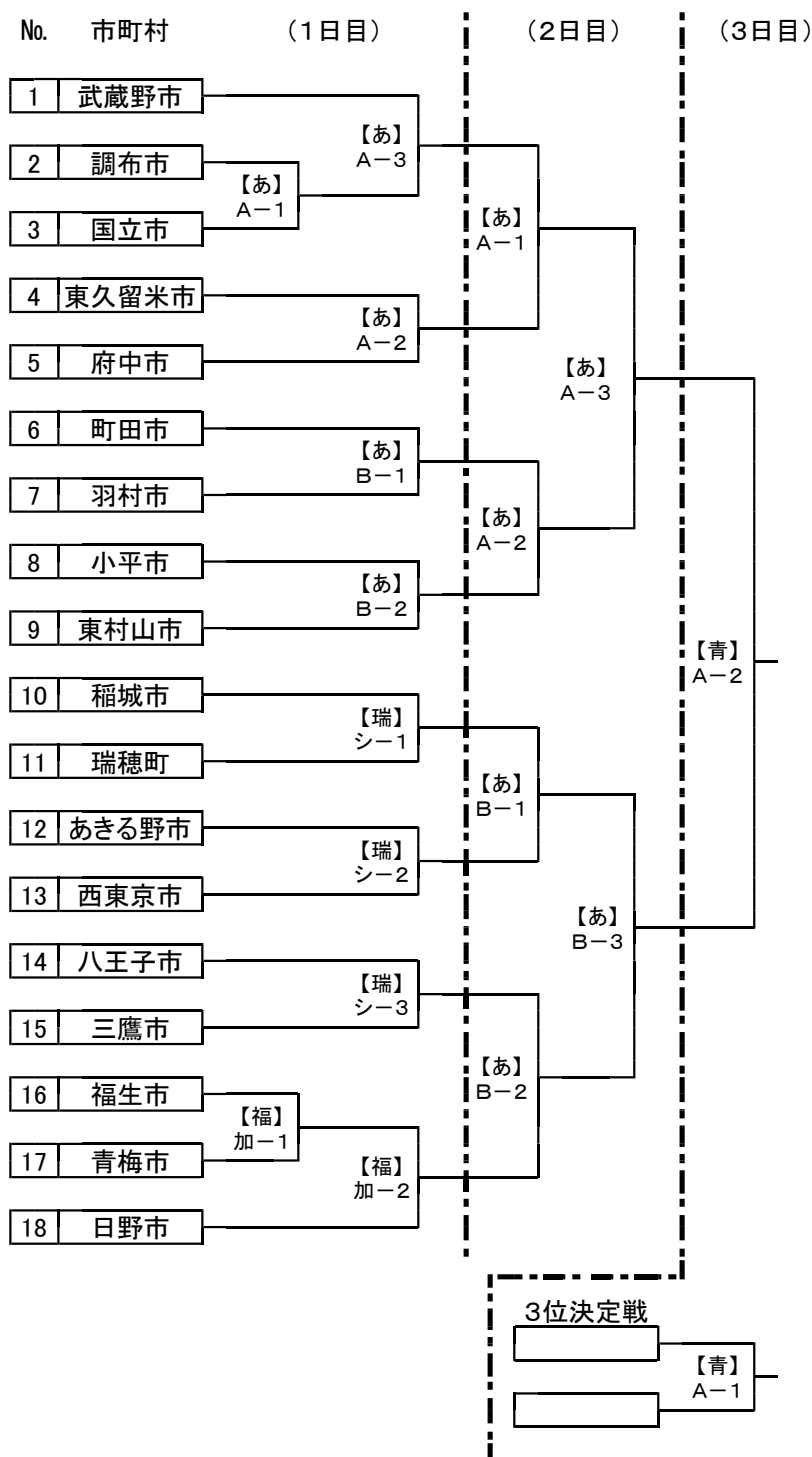 No. 市町村 （1日目） （2日目） （3日目）
1 武蔵野市
【あ】
A－3
2 調布市
【あ】
A－1
【あ】
A－1
3 国立市
4 東久留米市
【あ】
A－2
5 府中市
【あ】
A－3
6 町田市
【あ】
B－1
7 羽村市
【あ】
A－2
8 小平市
【あ】
B－2
9 東村山市
【青】
A－2
10 稲城市
【瑞】
シ－1
11 瑞穂町
【あ】
B－1
12 あきる野市
【瑞】
シ－2
13 西東京市
【あ】
B－3
14 八王子市
【瑞】
シ－3
15 三鷹市
【あ】
B－2
16 福生市
【福】
加－1
17 青梅市
【福】
加－2
18 日野市
3位決定戦
【青】
A－1